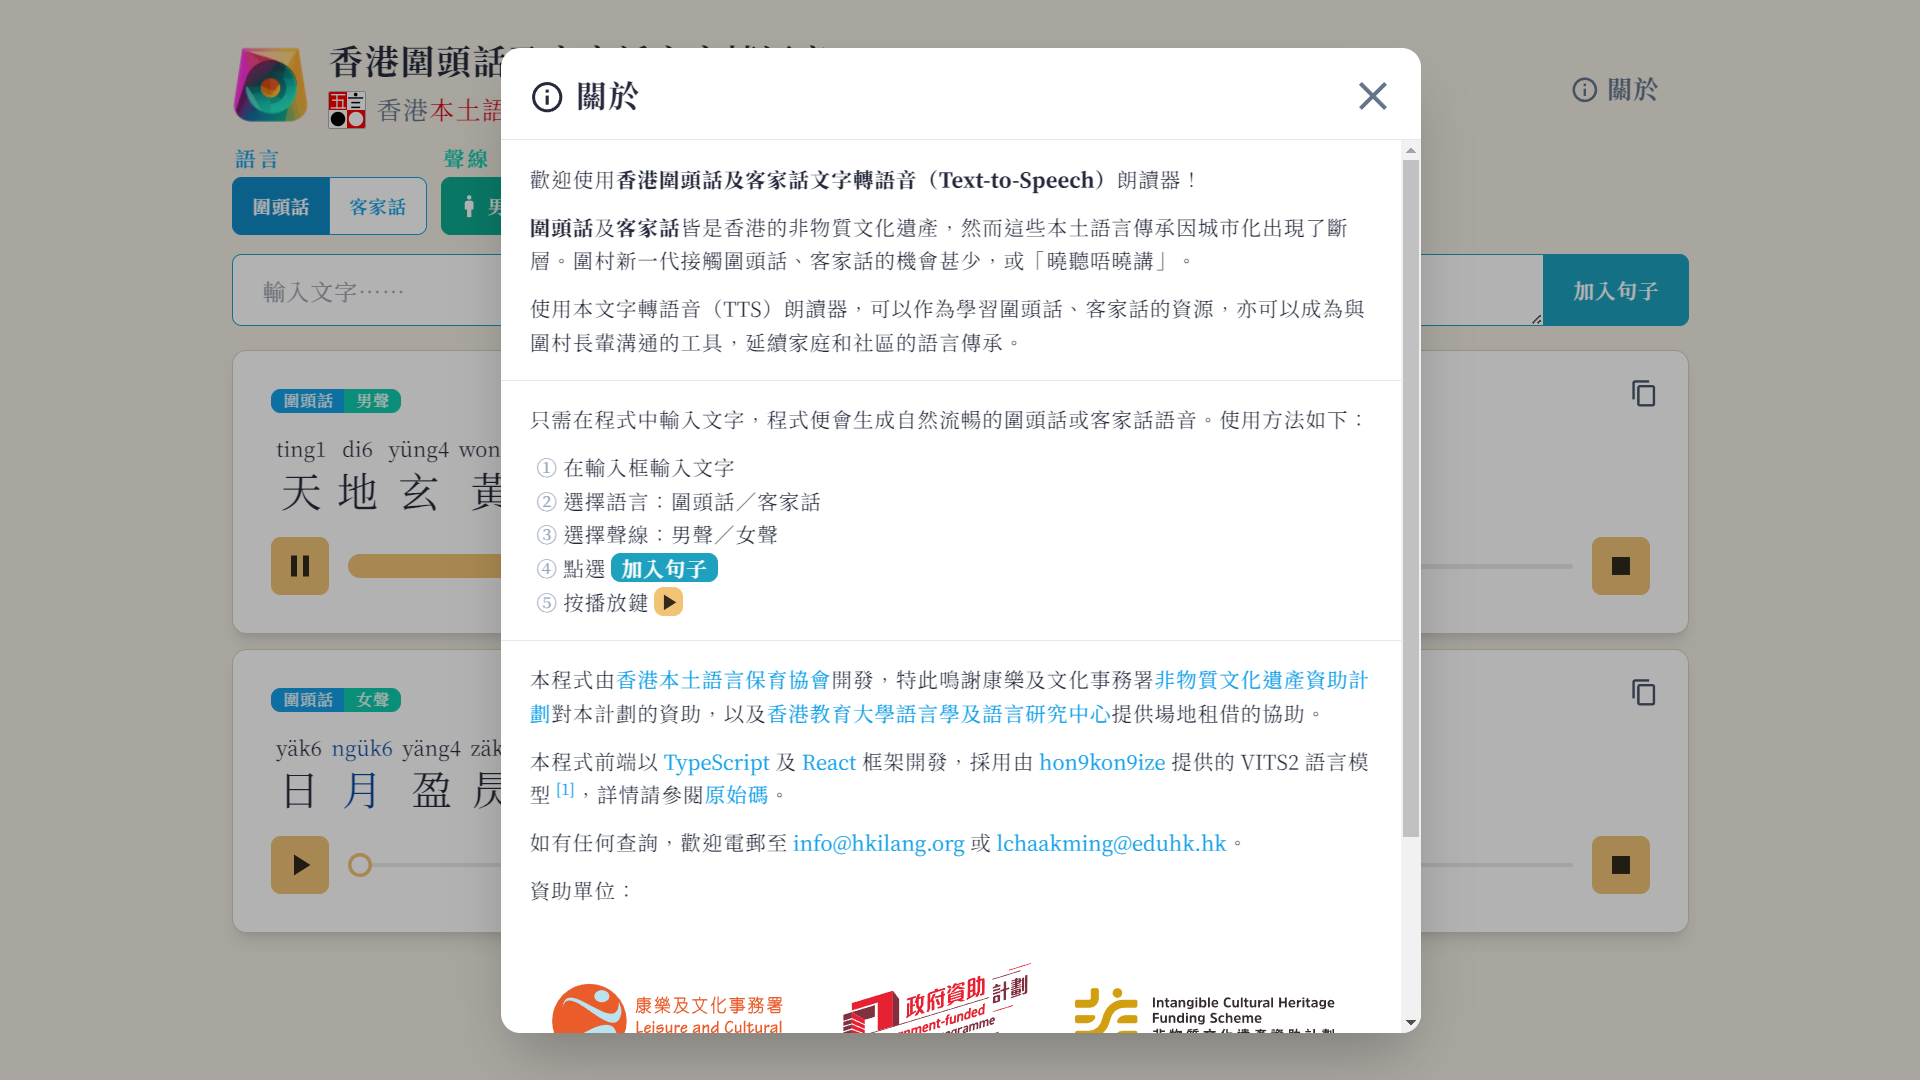 香港圍頭話
香港本土語
關於
語言
聲線
圍頭話
客家話
男
輸入文字⋯⋯
加入句子
圍頭話 男聲
ting1 di6 yüng4 won
天 地 玄 黃
圍頭話 女聲
yäk6 ngük6 yäng4 zäk
日 月 盈 昃
關於
歡迎使用香港圍頭話及客家話文字轉語音（Text-to-Speech）朗讀器！
圍頭話及客家話皆是香港的非物質文化遺產，然而這些本土語言傳承因城市化出現了斷
層。圍村新一代接觸圍頭話、客家話的機會甚少，或「曉聽唔曉講」。
使用本文字轉語音（TTS）朗讀器，可以作為學習圍頭話、客家話的資源，亦可以成為與
圍村長輩溝通的工具，延續家庭和社區的語言傳承。
只需在程式中輸入文字，程式便會生成自然流暢的圍頭話或客家話語音。使用方法如下：
① 在輸入框輸入文字
② 選擇語言：圍頭話／客家話
③ 選擇聲線：男聲／女聲
④ 點選 加入句子
⑤ 按播放鍵
本程式由香港本土語言保育協會開發，特此鳴謝康樂及文化事務署非物質文化遺產資助計
劃對本計劃的資助，以及香港教育大學語言學及語言研究中心提供場地租借的協助。
本程式前端以 TypeScript 及 React 框架開發，採用由 hon9kon9ize 提供的 VITS2 語言模
型 [1]，詳情請參閱原始碼。
如有任何查詢，歡迎電郵至 info@hkilang.org 或 lchaakming@eduhk.hk。
資助單位：
康樂及文化事務署
Leisure and Cultural
政府資助計劃
nment-funded
ogramme
Intangible Cultural Heritage
Funding Scheme
非物質文化遺產資助計劃